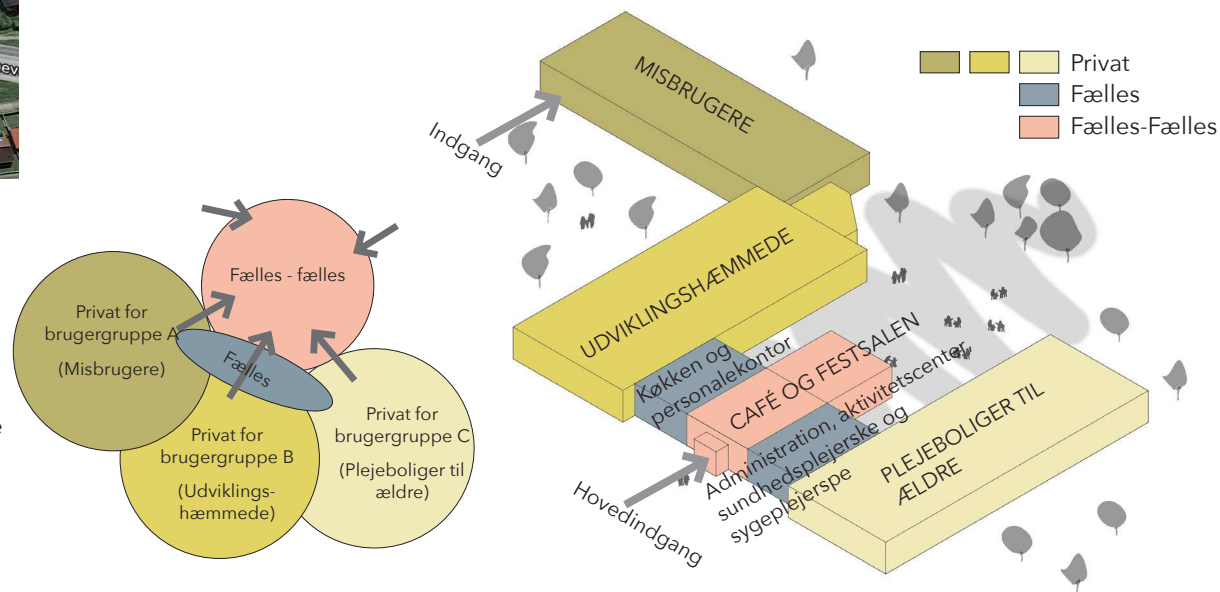 Privat
Fælles
Fælles-Fælles
MISBRUGERE
Indgang
UDVIKLINGSHÆMMEDE
Køkken og
personalekontor
CAFÉ OG FESTSALEN
Administration, aktivitetscenter,
sundhedsplejerske og
sygeplejerspe
PLEJEBOLIGER TIL
ÆLDRE
Hovedindgang
Fælles - fælles
Privat for
brugergruppe A
(Misbrugere)
Fælles
Privat for
brugergruppe B
(Udviklings-
hæmmede)
Privat for
brugergruppe C
(Plejeboliger til
ældre)
e